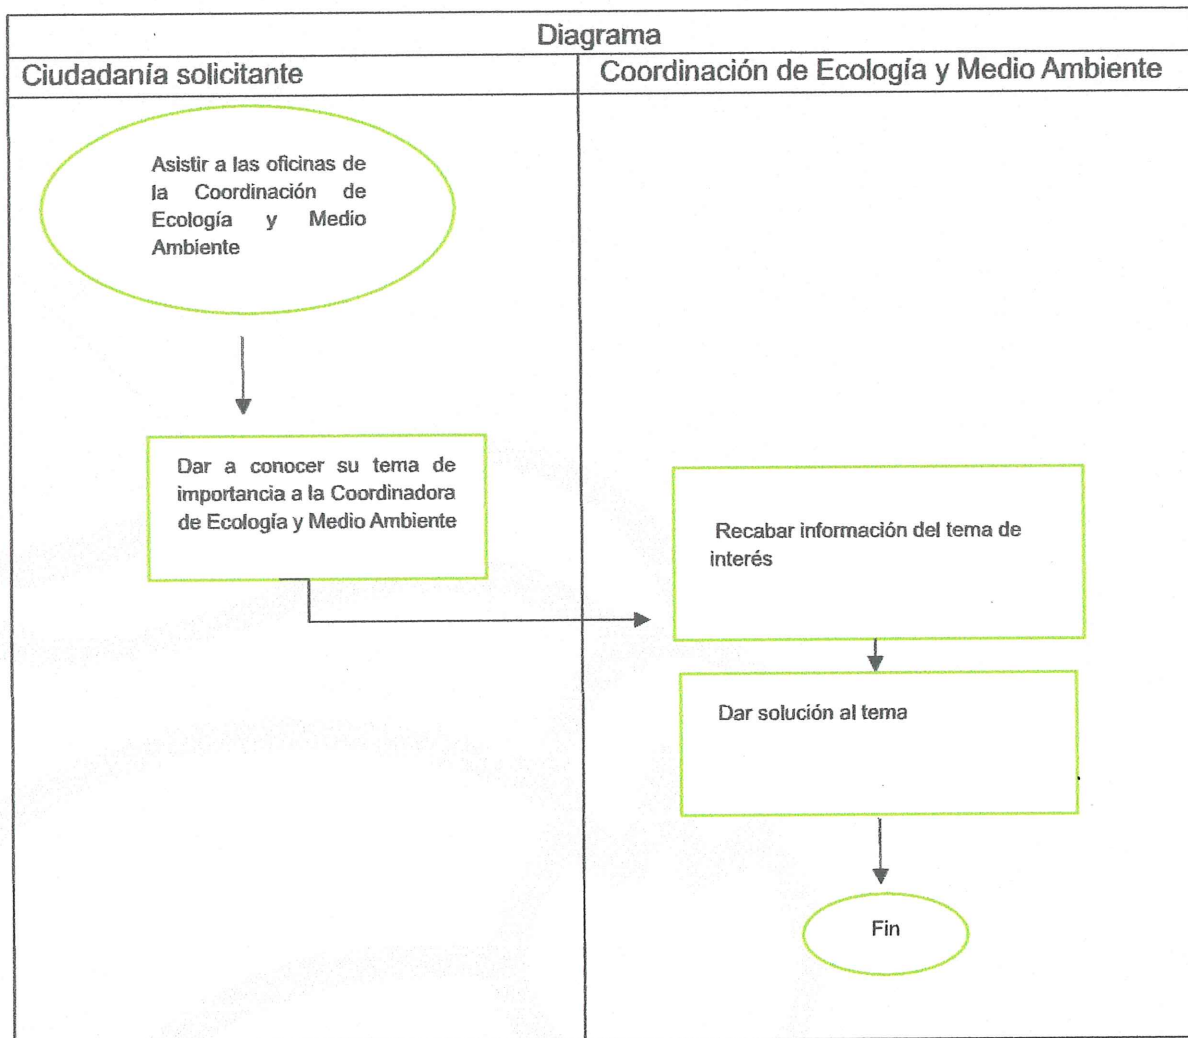 Diagrama
Ciudadanía solicitante
Coordinación de Ecología y Medio Ambiente
Asistir a las oficinas de
la Coordinación de
Ecología y Medio
Ambiente
Dar a conocer su tema de
importancia a la Coordinadora
de Ecología y Medio Ambiente
Recabar información del tema de
interés
Dar solución al tema
Fin